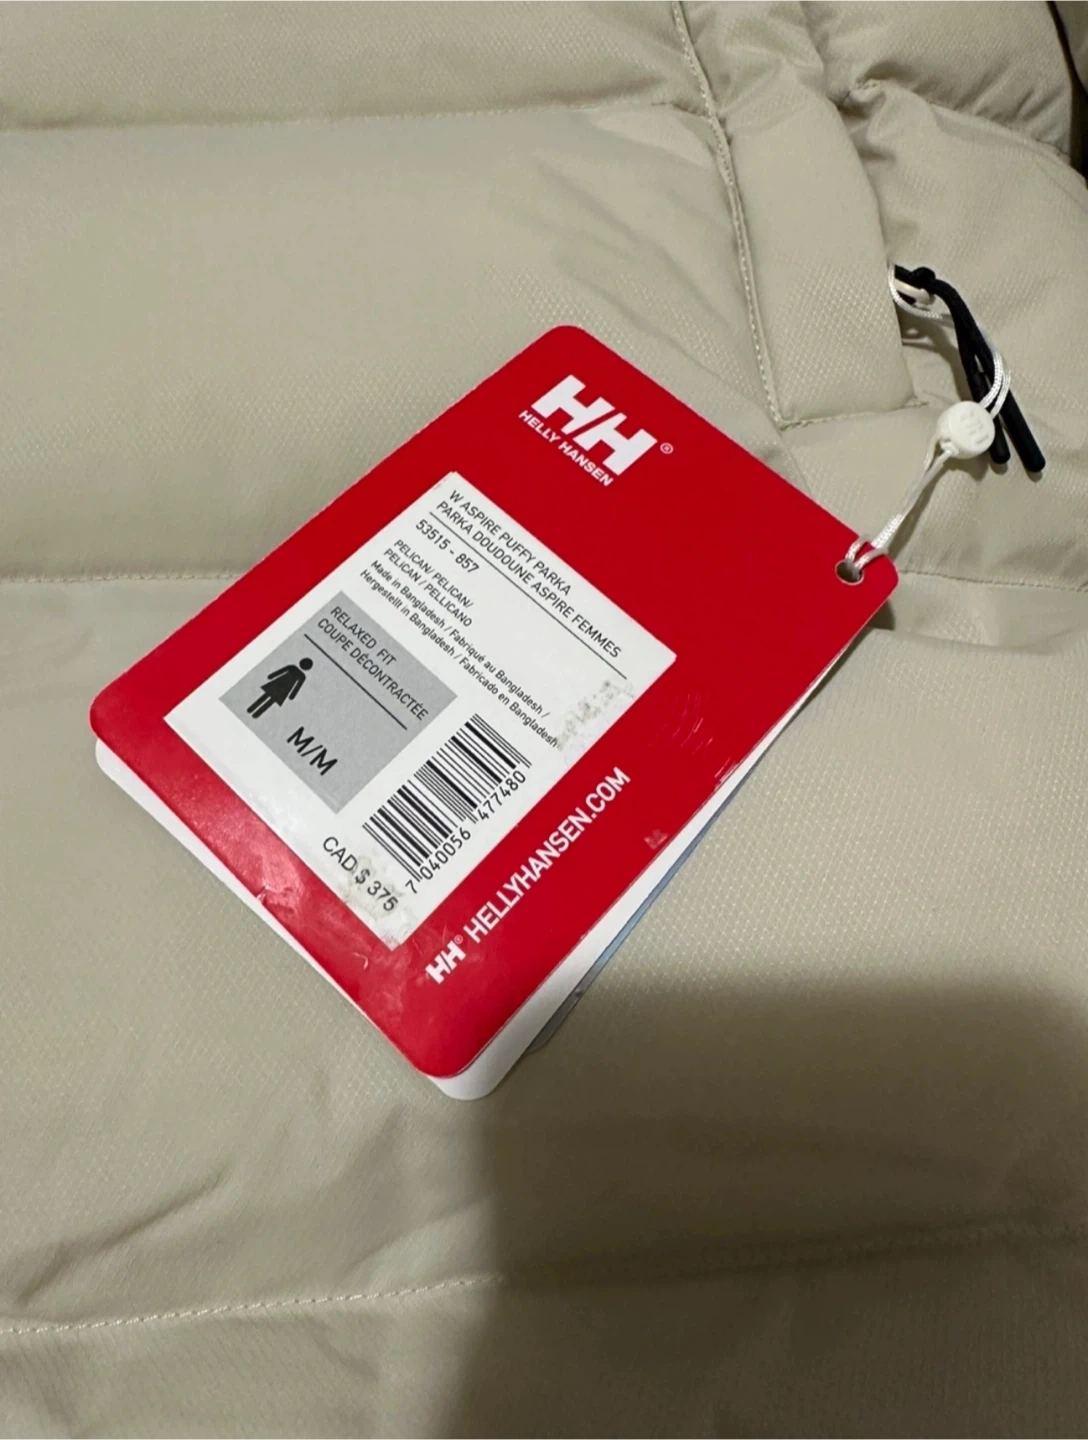 HH®
HELLY HANSEN
W ASPIRE PUFFY PARKA
PARKA DOUDOUNE ASPIRE FEMMES
53515 - 857
PELICAN/ PELICAN/
PELICAN / PELLICANO
Made in Bangladesh / Fabriqué au Bangladesh /
Hergestellt in Bangladesh / Fabricado en Bangladesh
RELAXED FIT
COUPE DÉCONTRACTÉE
M/M
7 040056 477480
CAD $ 375
HH® HELLYHANSEN.COM